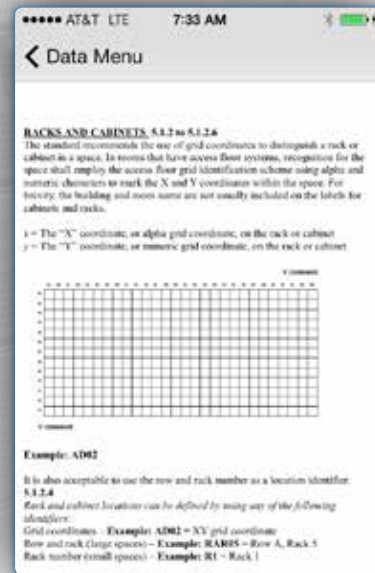 AT&T LTE 7:33 AM
Data Menu
RACKS AND CABINETS 5.1.2 to 5.1.2.6
The standard recommends the use of grid coordinates to distinguish a rack or
cabinet in a space. In rooms that have access floor systems, recognition for the
space shall employ the access floor grid identification scheme using alpha and
numeric characters to mark the X and Y coordinates within the space. For
brevity, the building and room name are not usually included on the labels for
cabinets and racks.
x = The "X" coordinate, or alpha grid coordinate, on the rack or cabinet
y = The "Y" coordinate, or numeric grid coordinate, on the rack or cabinet
Example: AD02
It is also acceptable to use the row and rack number as a location identifier.
5.1.2.4
Rack and cabinet locations can be defined by using any of the following
identifiers:
Grid coordinates - Example: AD02 = XY grid coordinate
Row and rack (large spaces) – Example: RAR05 = Row A, Rack 5
Rack number (small spaces) – Example: R1 = Rack 1